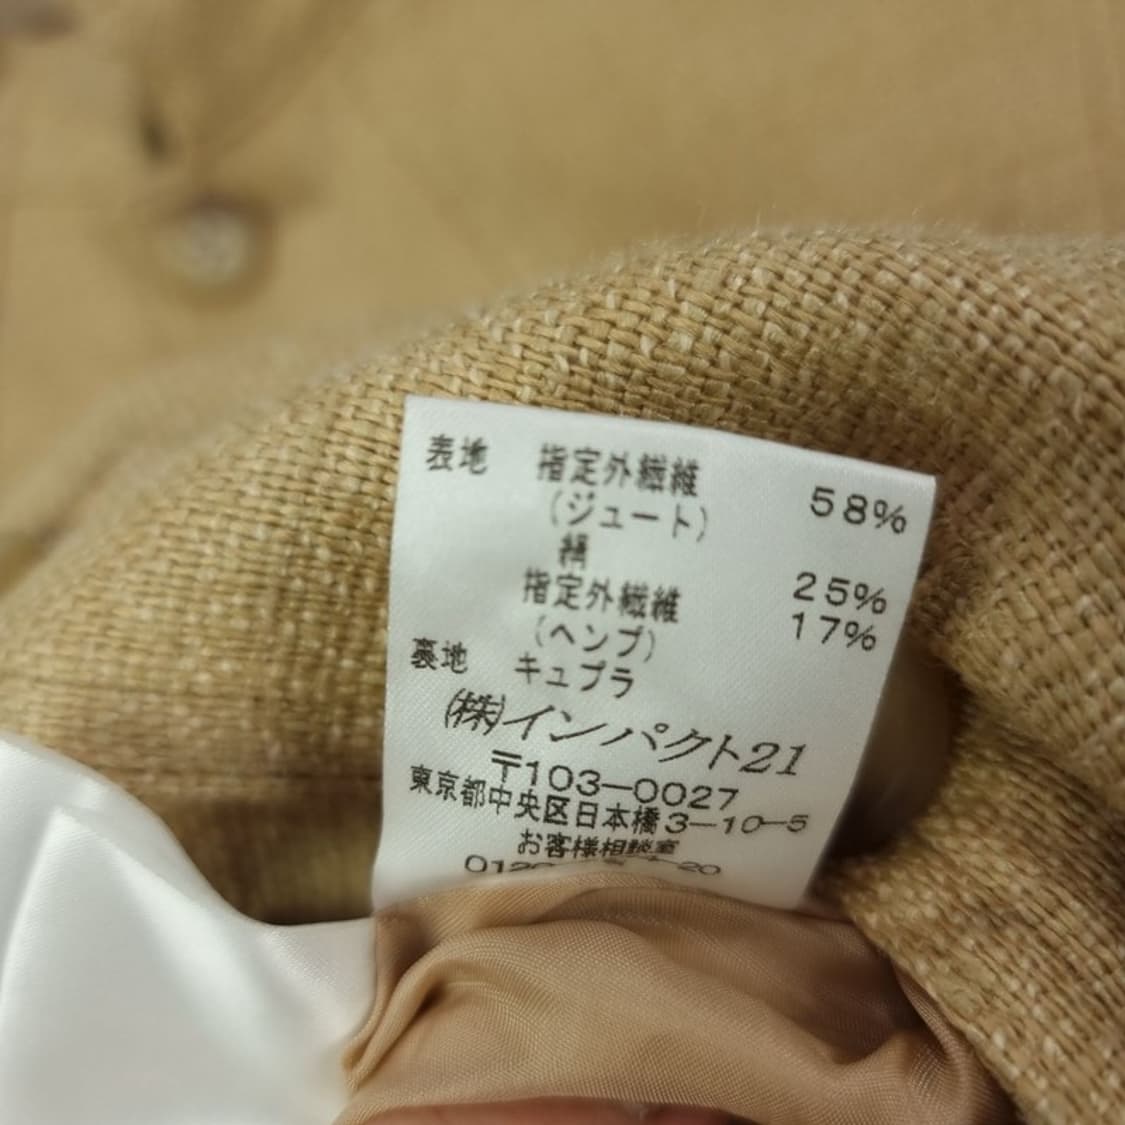 表地 指定外繊維
(ジュート) 58%
絹 25%
指定外繊維 17%
(ヘンプ)
裏地 キュプラ
(株)インパクト21
〒103-0027
東京都中央区日本橋3-10-5
お客様相談室